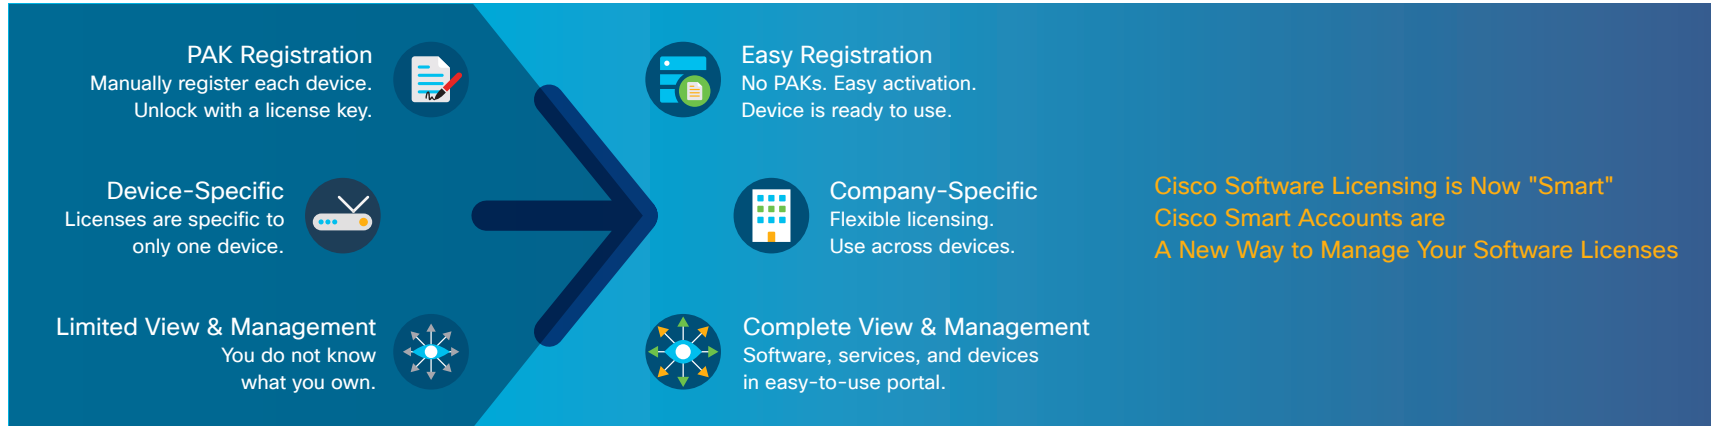 PAK Registration
Manually register each device.
Unlock with a license key.
Device-Specific
Licenses are specific to
only one device.
Limited View & Management
You do not know
what you own.
Easy Registration
No PAKs. Easy activation.
Device is ready to use.
Company-Specific
Flexible licensing.
Use across devices.
Complete View & Management
Software, services, and devices
in easy-to-use portal.
Cisco Software Licensing is Now "Smart"
Cisco Smart Accounts are
A New Way to Manage Your Software Licenses